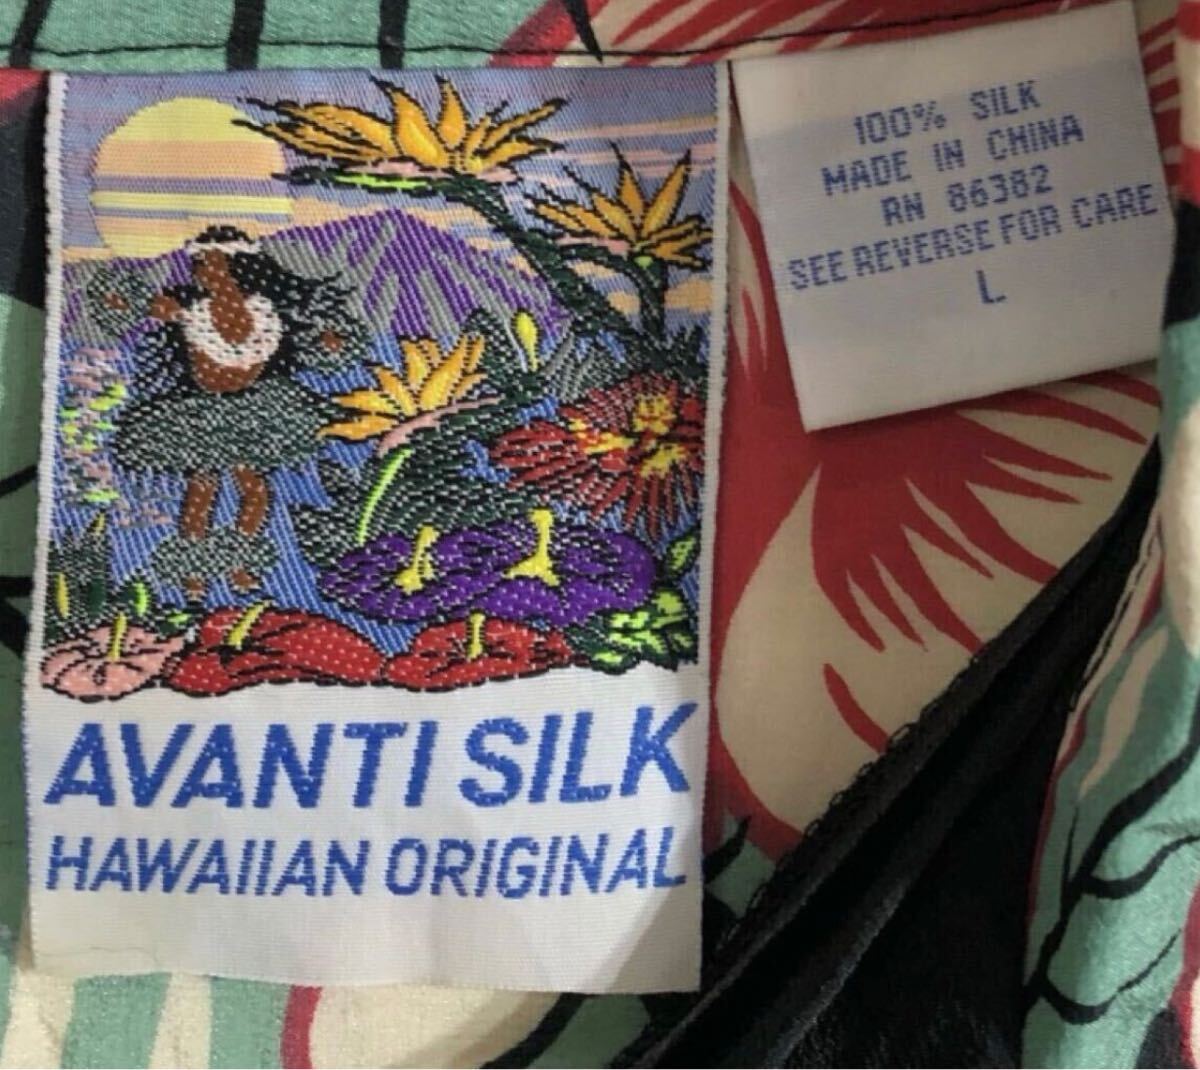 AVANTI SILK
HAWAIIAN ORIGINAL
100% SILK
MADE IN CHINA
RN 86382
SEE REVERSE FOR CARE
L